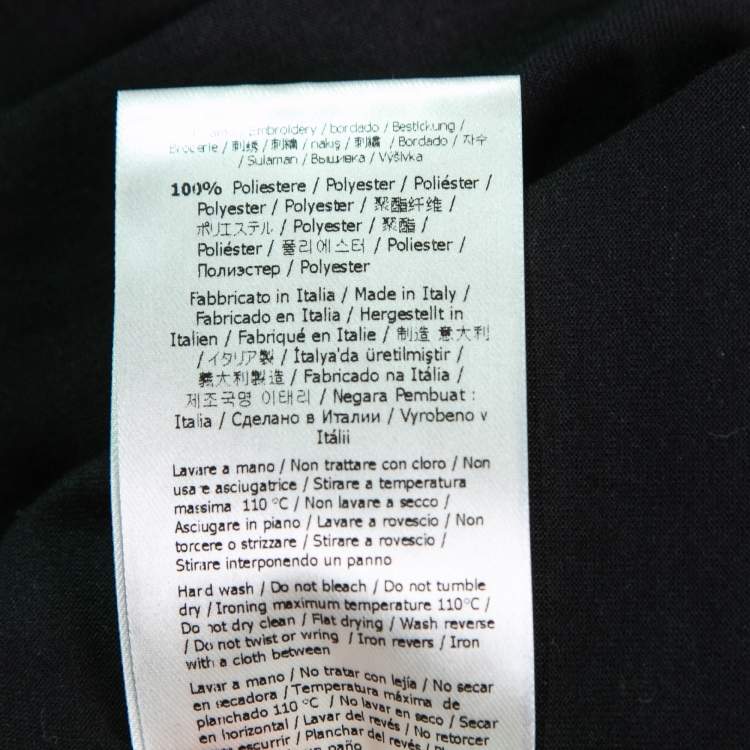 Embroidery / bordado / Bestickung /
Broderie / 刺绣 / 刺繍 / nakış / 刺繡 / Bordado / 자수
/ Sulaman / Вышивка / Výšivka
100% Poliestere / Polyester / Poliéster /
Polyester / Polyester / 聚酯纤维 /
ポリエステル / Polyester / 聚酯 /
Poliéster / 폴리에스터 / Poliester /
Полиэстер / Polyester
Fabbricato in Italia / Made in Italy /
Fabricado en Italia / Hergestellt in
Italien / Fabriqué en Italie / 制造 意大利
/ イタリア製 / İtalya'da üretilmiştir /
義大利製造 / Fabricado na Itália /
제조국명 이태리 / Negara Pembuat :
Italia / Сделано в Италии / Vyrobeno v
Itálii
Lavare a mano / Non trattare con cloro / Non
usare asciugatrice / Stirare a temperatura
massima 110 °C / Non lavare a secco /
Asciugare in piano / Lavare a rovescio / Non
torcere o strizzare / Stirare a rovescio /
Stirare interponendo un panno
Hard wash / Do not bleach / Do not tumble
dry / Ironing maximum temperature 110°C /
Do not dry clean / Flat drying / Wash reverse
/ Do not twist or wring / Iron revers / Iron
with a cloth between
Lavar a mano / No tratar con lejía / No secar
en secadora / Temperatura máxima de
planchado 110 °C / No lavar en seco / Secar
en horizontal / Lavar del revés / No retorcer
escurrir / Planchar del revés /
un paño